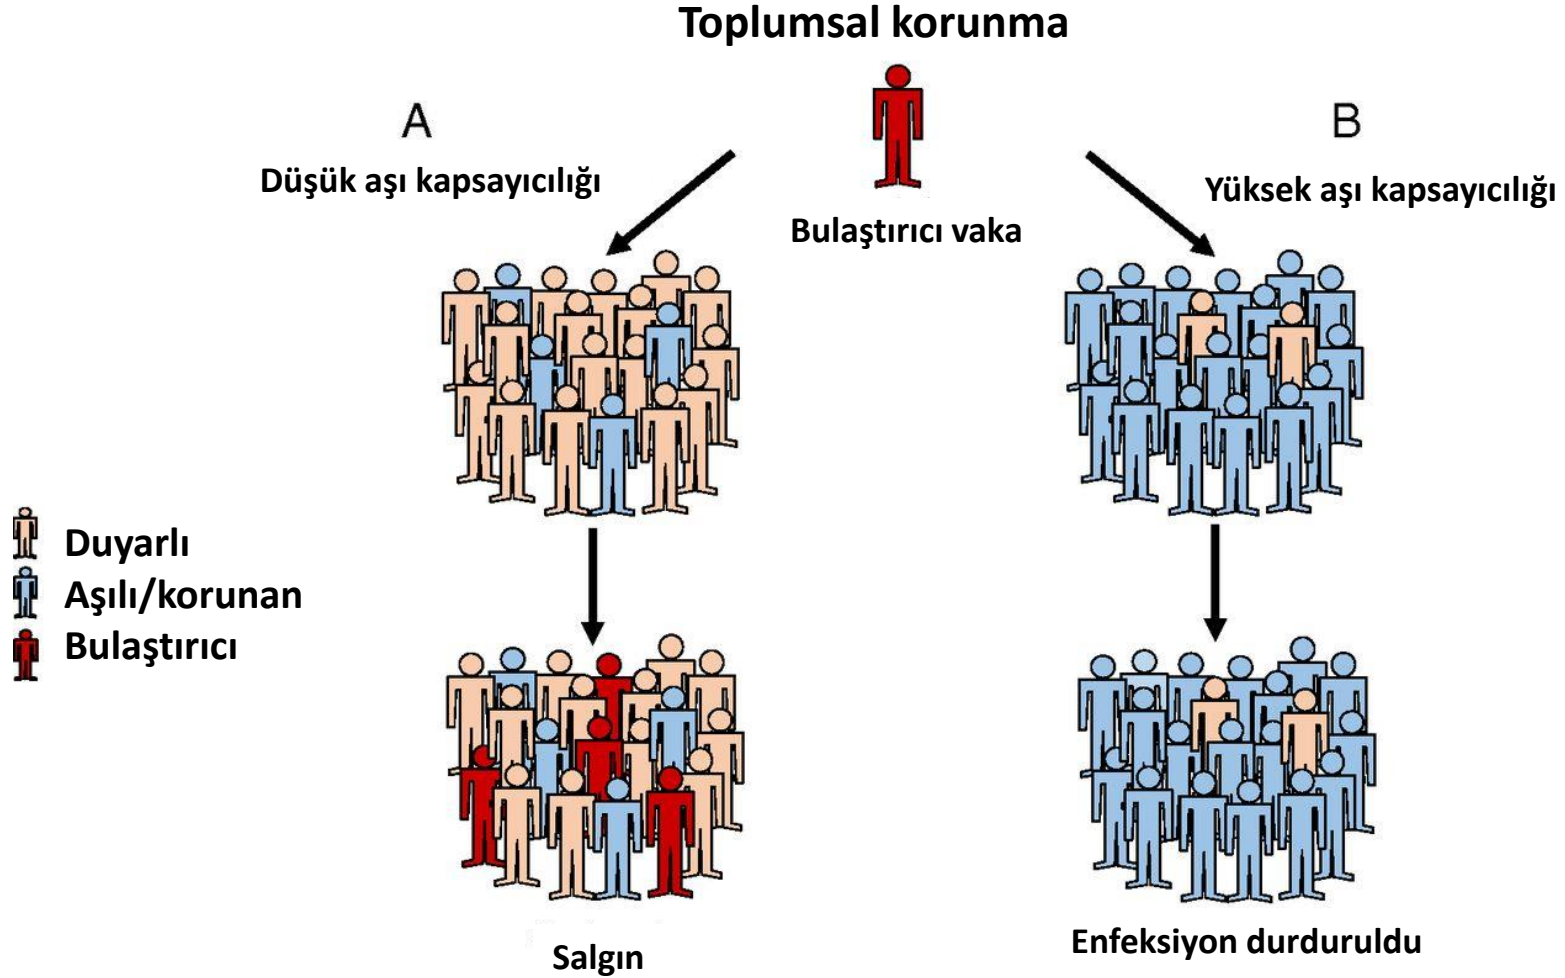 Toplumsal korunma
A
B
Düşük aşı kapsayıcılığı
Yüksek aşı kapsayıcılığı
Bulaştırıcı vaka
Duyarlı
Aşılı/korunan
Bulaştırıcı
Salgın
Enfeksiyon durduruldu